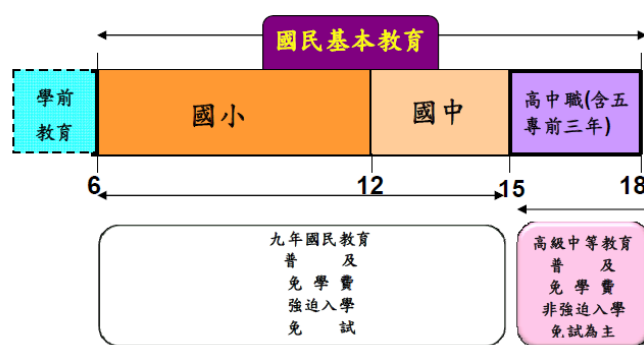 國民基本教育
學前
教育
國小
國中
高中職(含五
專前三年)
6
12
15
18
九年國民教育
普 及
免 學 費
強迫入學
免 試
高級中等教育
普 及
免 學 費
非強迫入學
免試為主